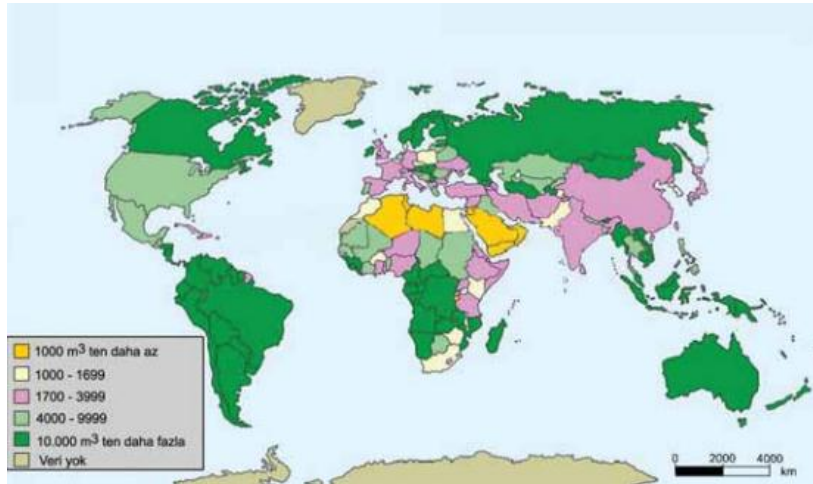 1000 m³ ten daha az
1000 - 1699
1700 - 3999
4000 - 9999
10.000 m³ ten daha fazla
Veri yok
0 2000 4000
km